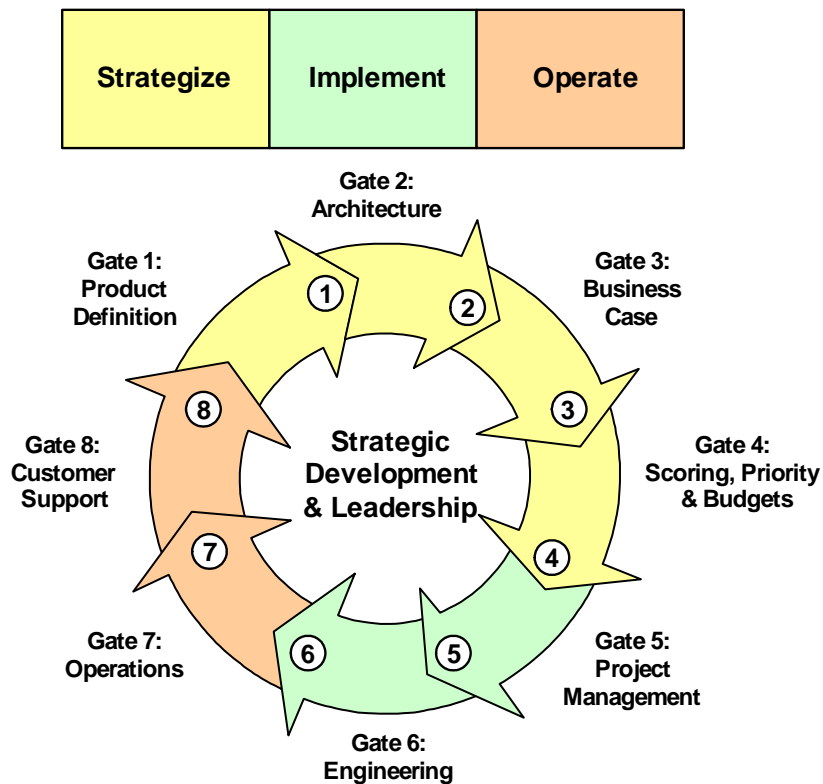 Strategize
Implement
Operate
Gate 2:
Architecture
Gate 1:
Product
Definition
Gate 3:
Business
Case
1
2
3
8
Strategic
Development
& Leadership
Gate 8:
Customer
Support
Gate 4:
Scoring, Priority
& Budgets
7
4
6
5
Gate 7:
Operations
Gate 5:
Project
Management
Gate 6:
Engineering